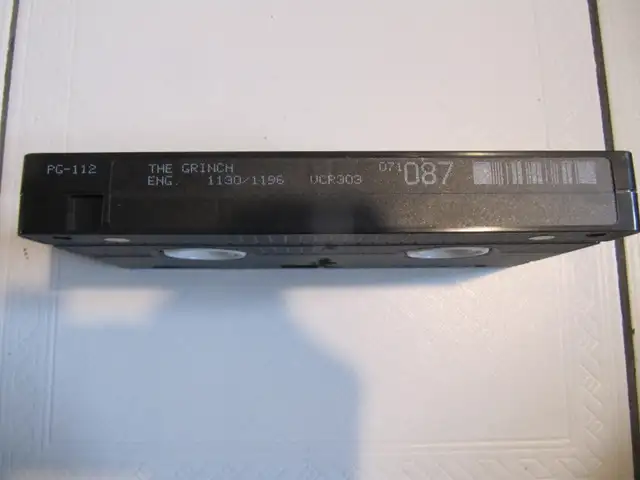 PG-112
THE GRINCH
ENG. 1130/1196 VCR303
071 087